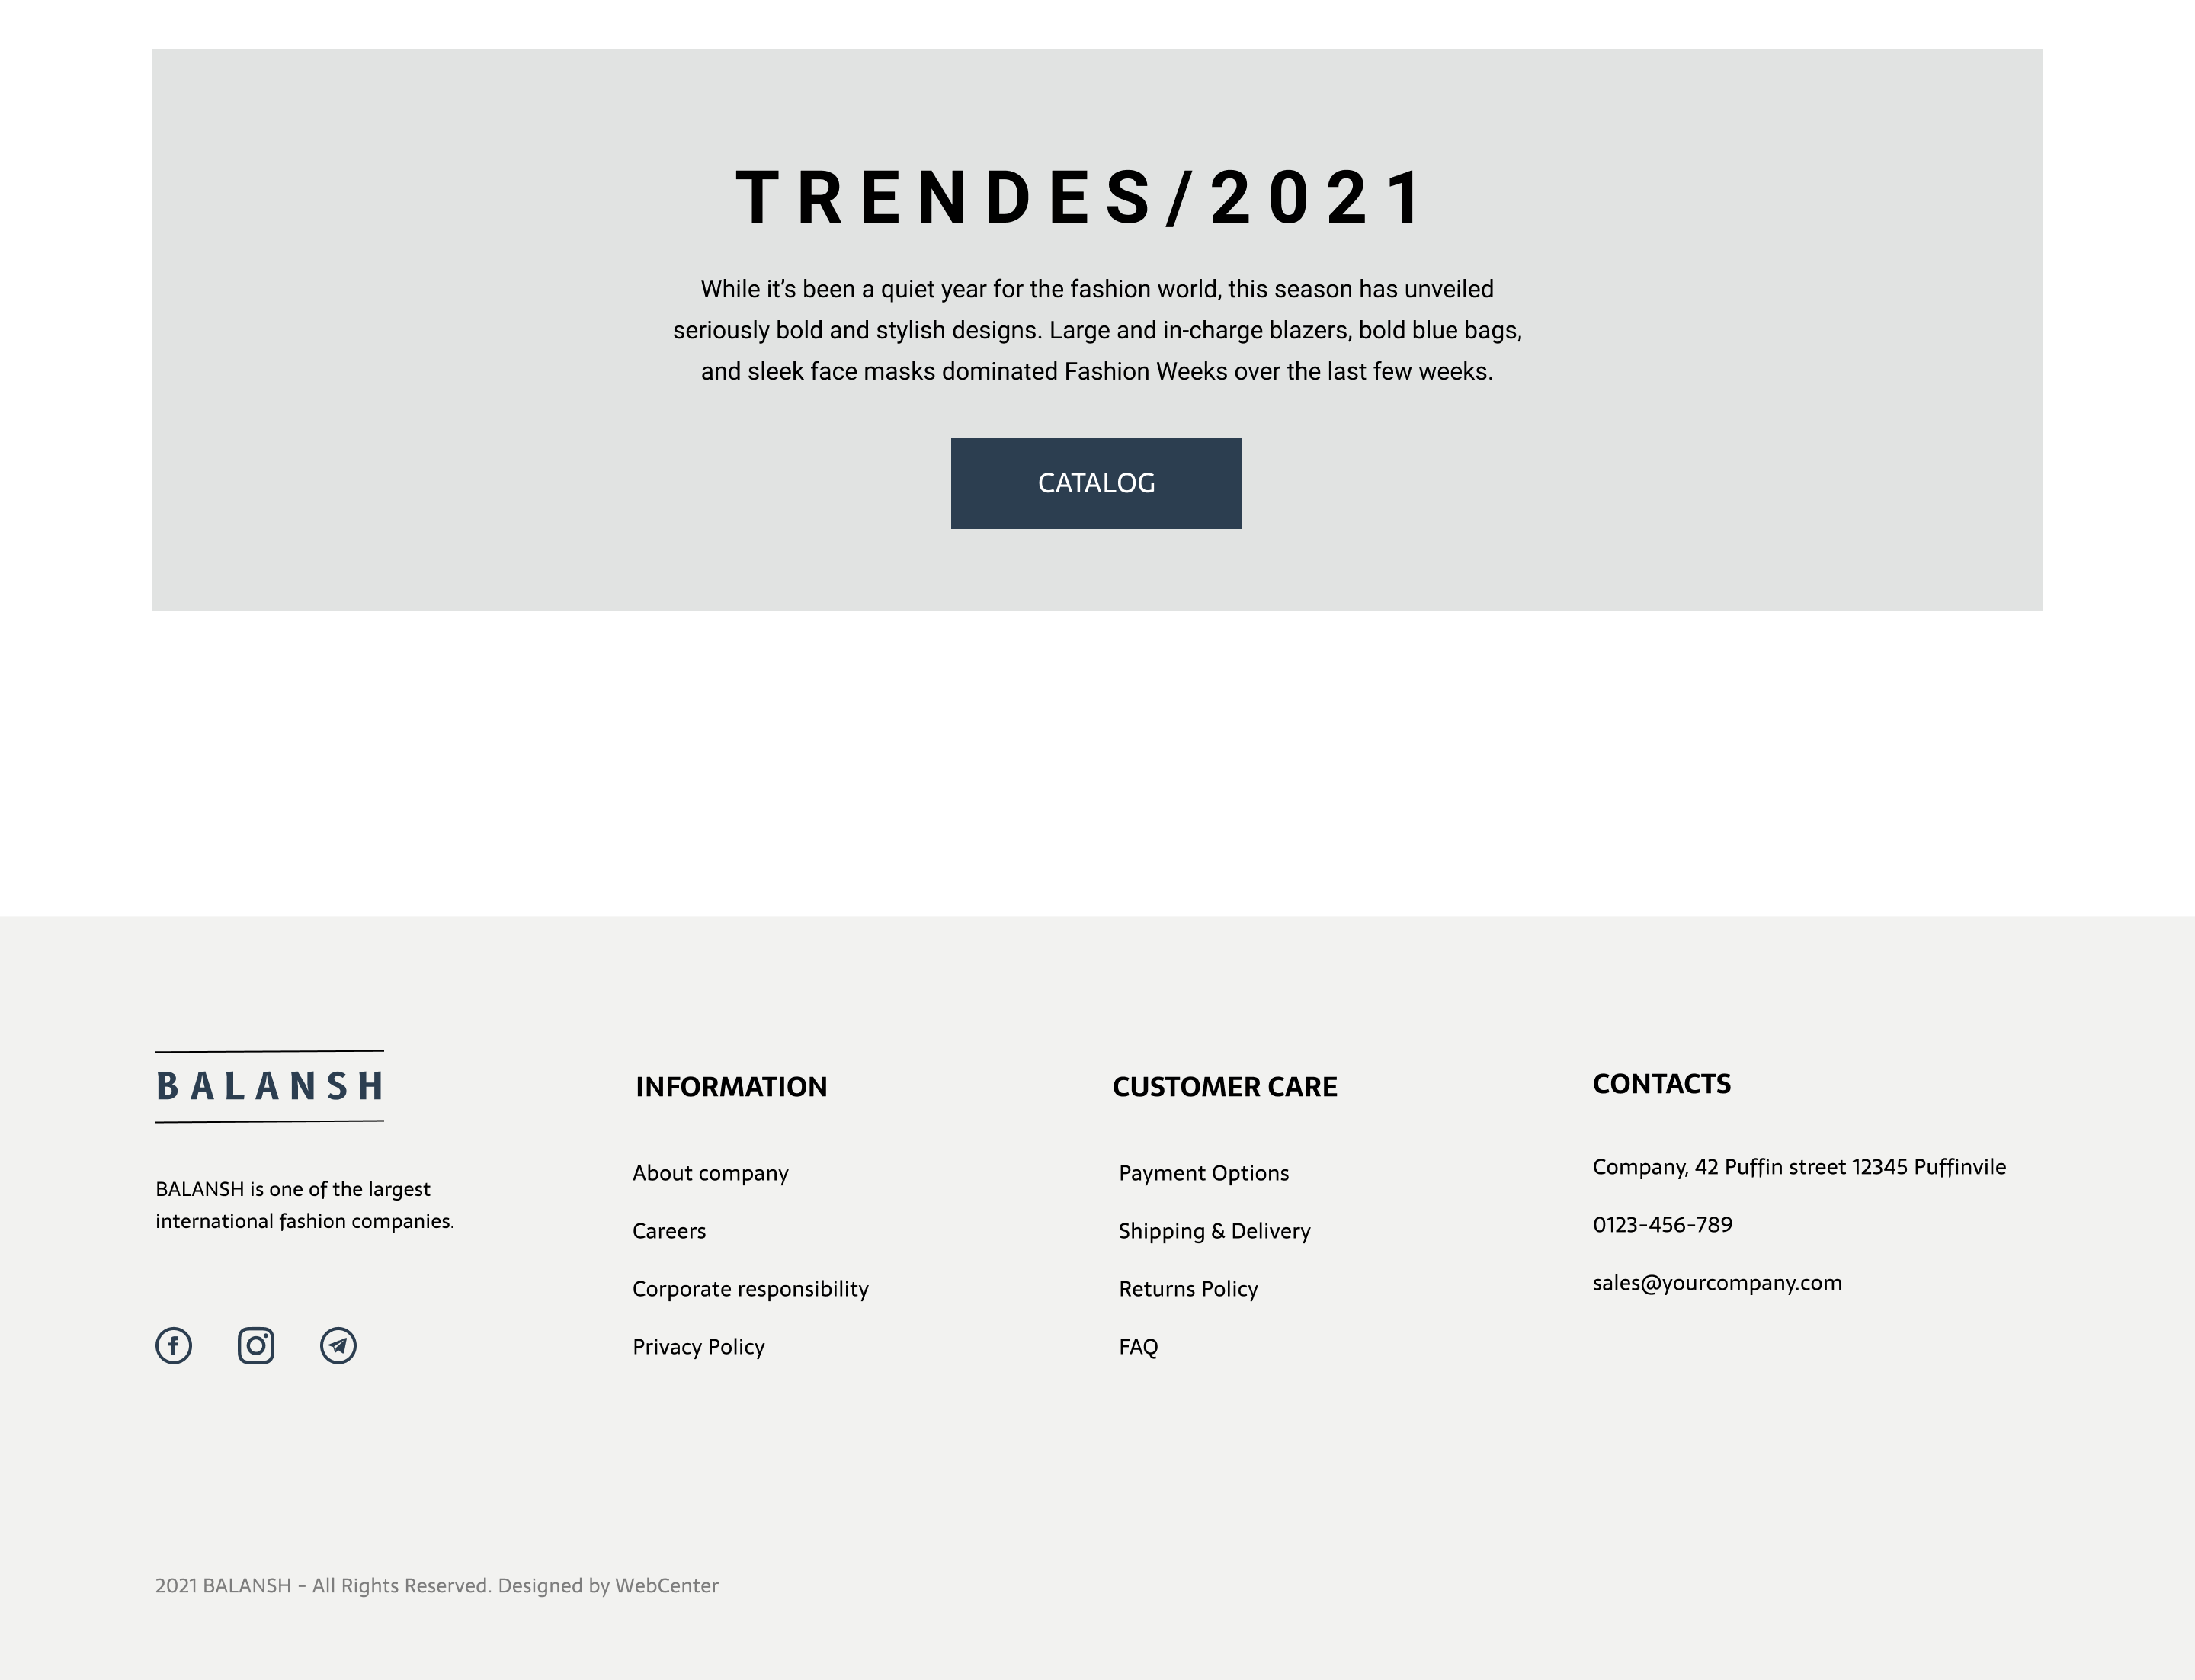 TRENDES/2021
While it’s been a quiet year for the fashion world, this season has unveiled
seriously bold and stylish designs. Large and in-charge blazers, bold blue bags,
and sleek face masks dominated Fashion Weeks over the last few weeks.
CATALOG
BALANSH
BALANSH is one of the largest
international fashion companies.
INFORMATION
About company
Careers
Corporate responsibility
Privacy Policy
CUSTOMER CARE
Payment Options
Shipping & Delivery
Returns Policy
FAQ
CONTACTS
Company, 42 Puffin street 12345 Puffinvile
0123-456-789
sales@yourcompany.com
2021 BALANSH - All Rights Reserved. Designed by WebCenter